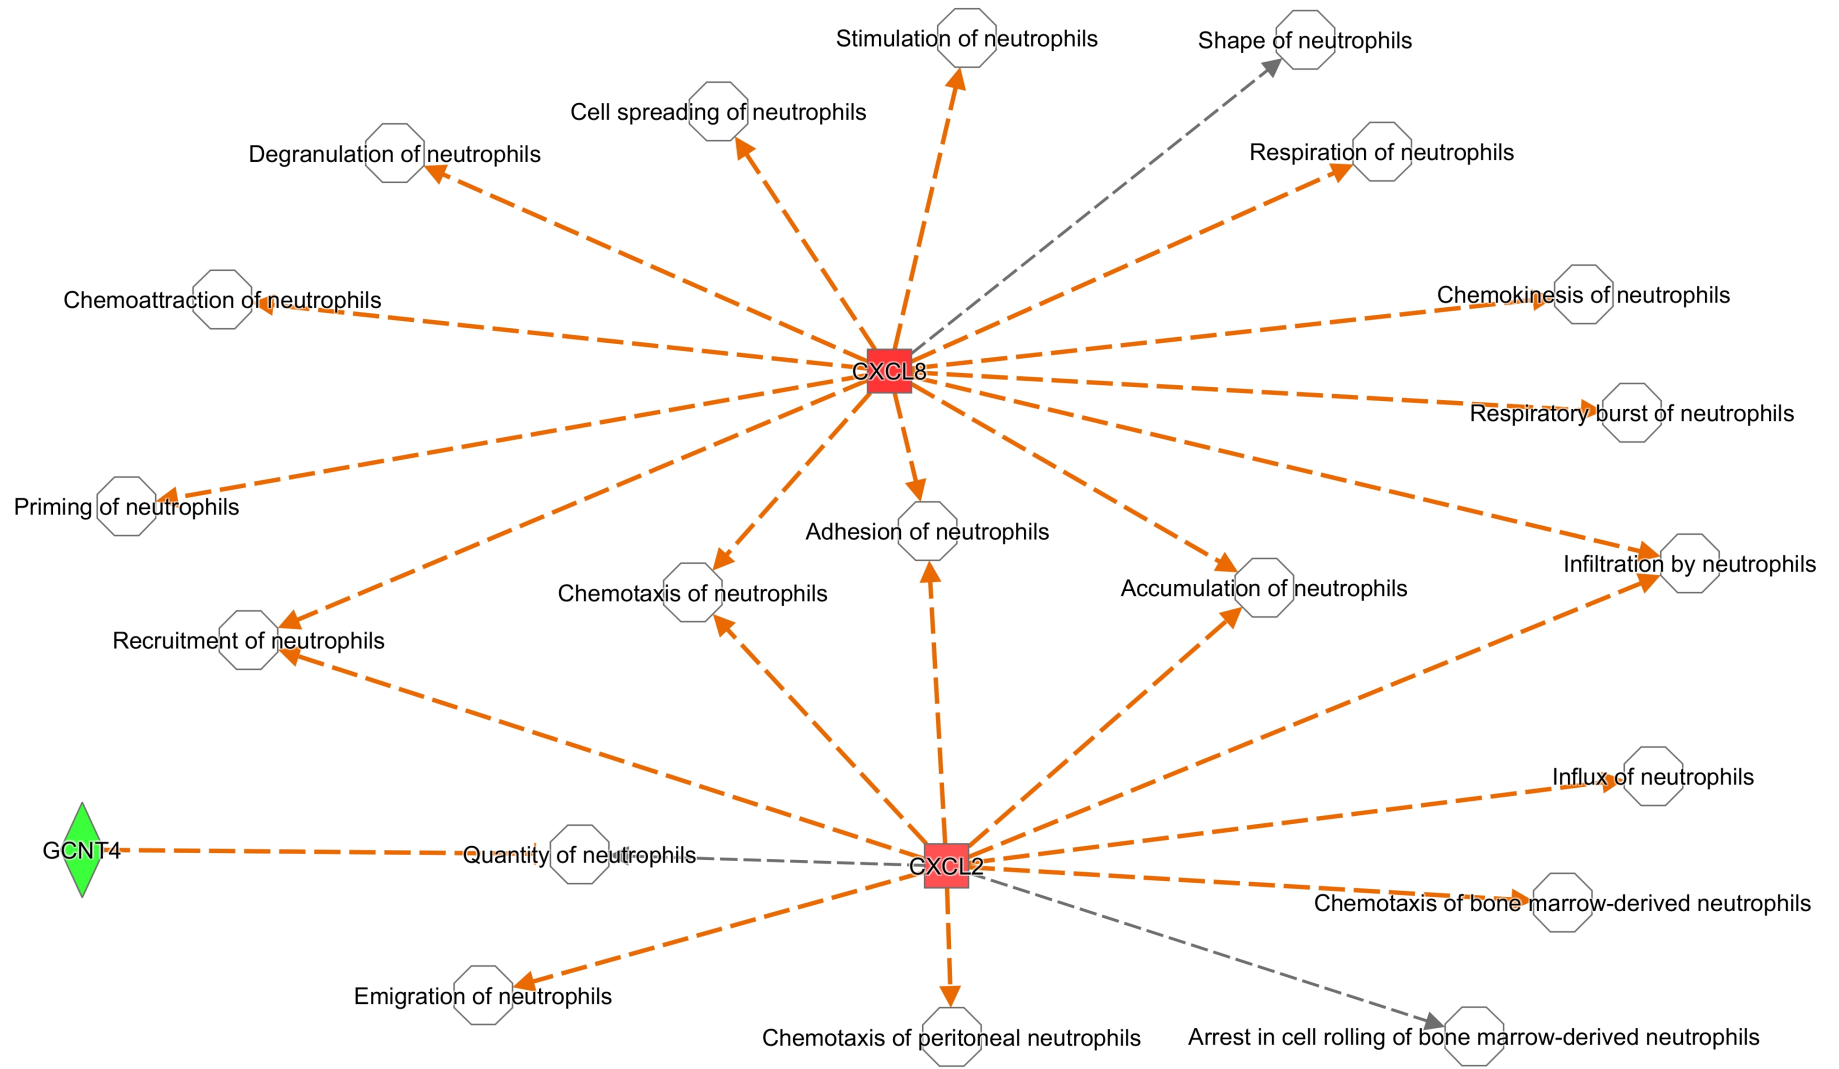 Stimulation of neutrophils
Shape of neutrophils
Cell spreading of neutrophils
Degranulation of neutrophils
Respiration of neutrophils
Chemoattraction of neutrophils
Chemokinesis of neutrophils
CXCL8
Respiratory burst of neutrophils
Priming of neutrophils
Adhesion of neutrophils
Infiltration by neutrophils
Chemotaxis of neutrophils
Accumulation of neutrophils
Recruitment of neutrophils
Influx of neutrophils
GCNT4
Quantity of neutrophils
CXCL2
Chemotaxis of bone marrow-derived neutrophils
Emigration of neutrophils
Chemotaxis of peritoneal neutrophils
Arrest in cell rolling of bone marrow-derived neutrophils